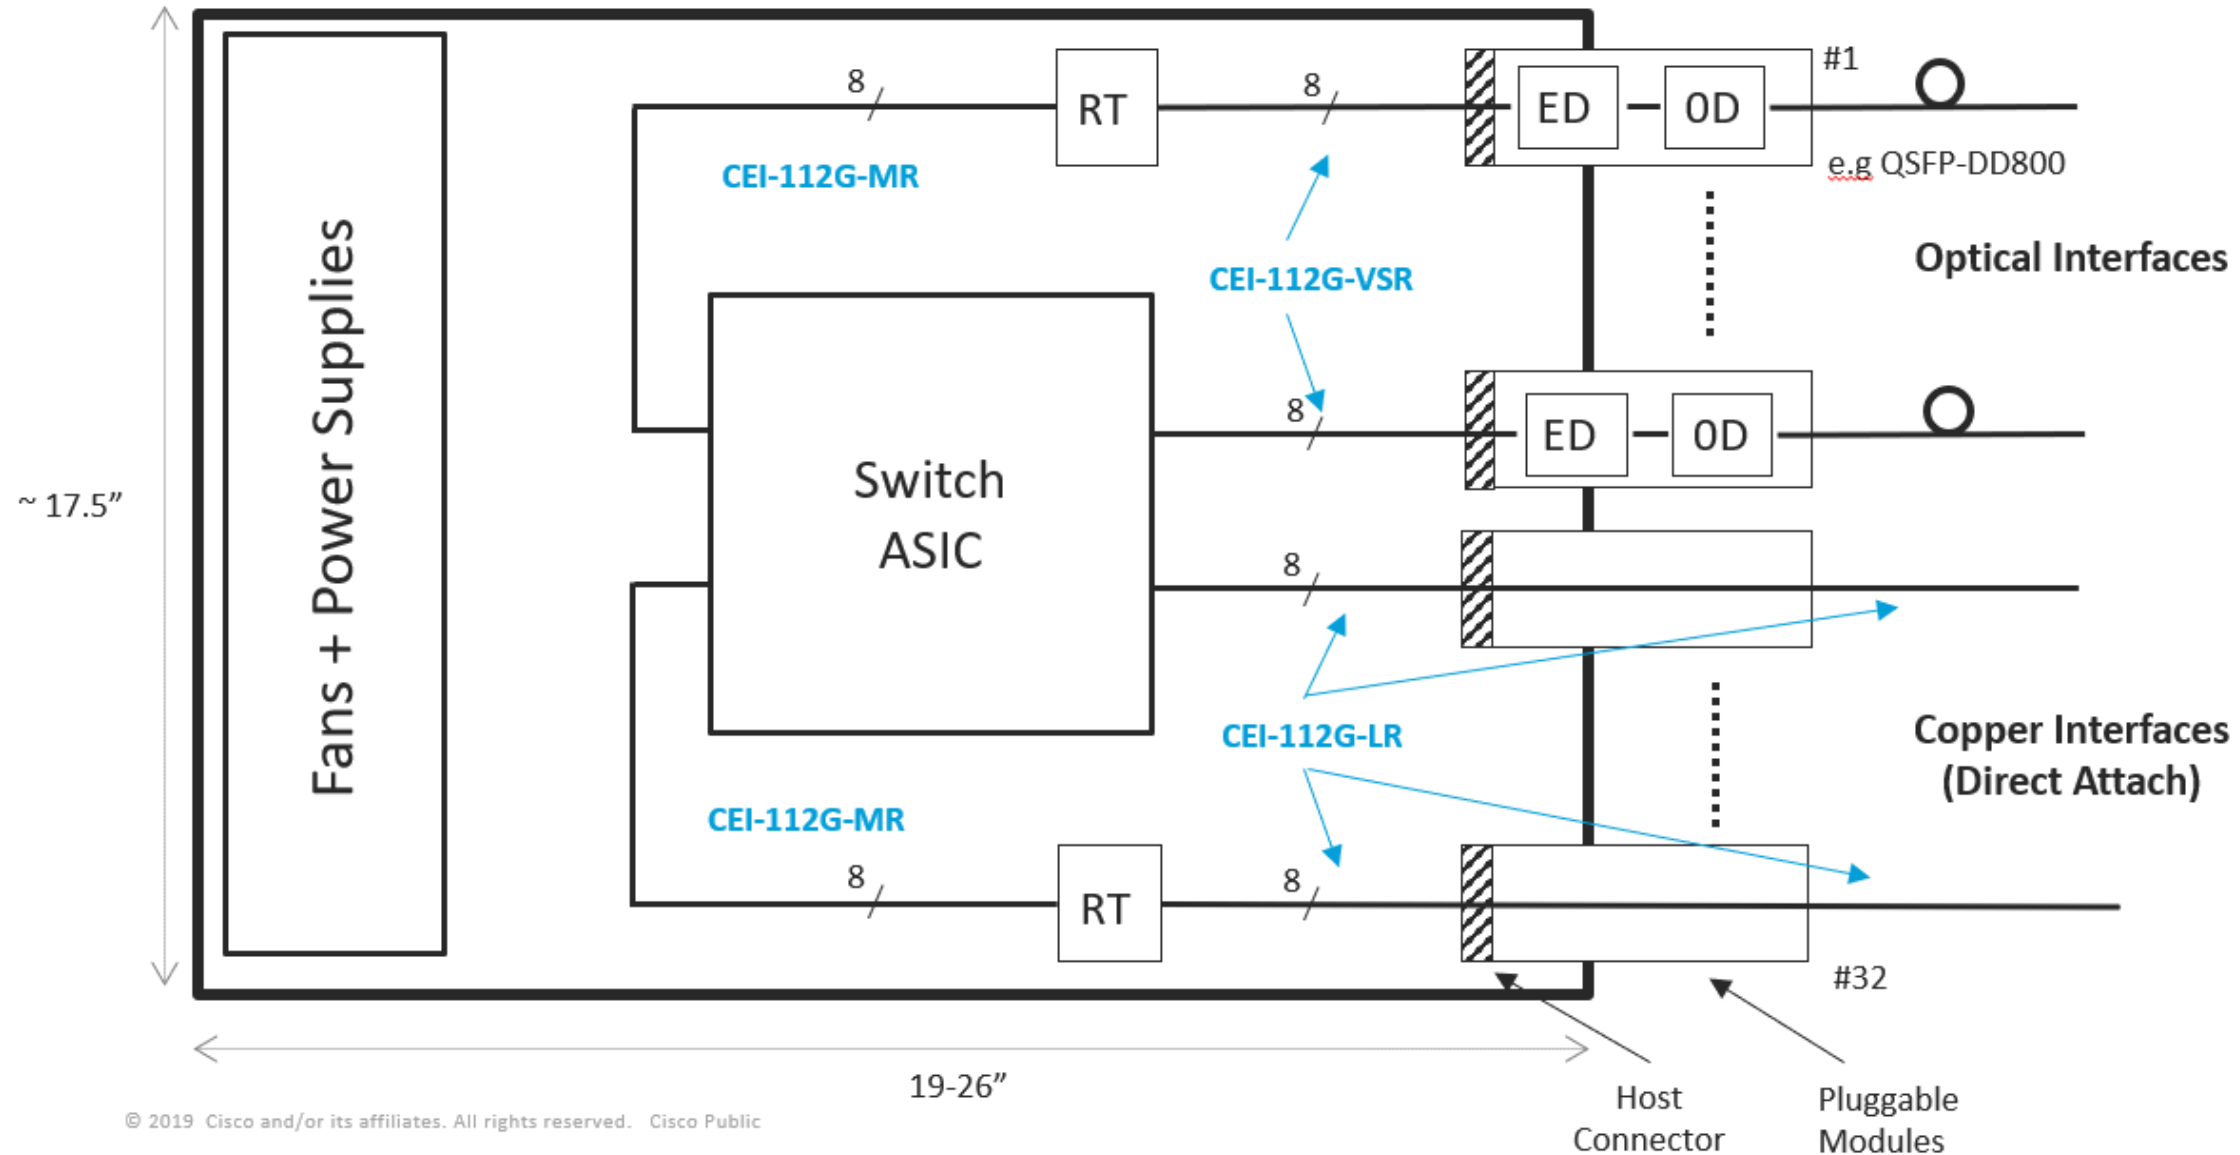 #1
8
8
RT
ED
0D
CEI-112G-MR
e.g QSFP-DD800
Optical Interfaces
CEI-112G-VSR
Fans + Power Supplies
8
ED
0D
Switch
ASIC
~ 17.5”
8
CEI-112G-LR
Copper Interfaces
(Direct Attach)
CEI-112G-MR
8
RT
8
#32
19-26”
Host
Connector
Pluggable
Modules
© 2019 Cisco and/or its affiliates. All rights reserved. Cisco Public